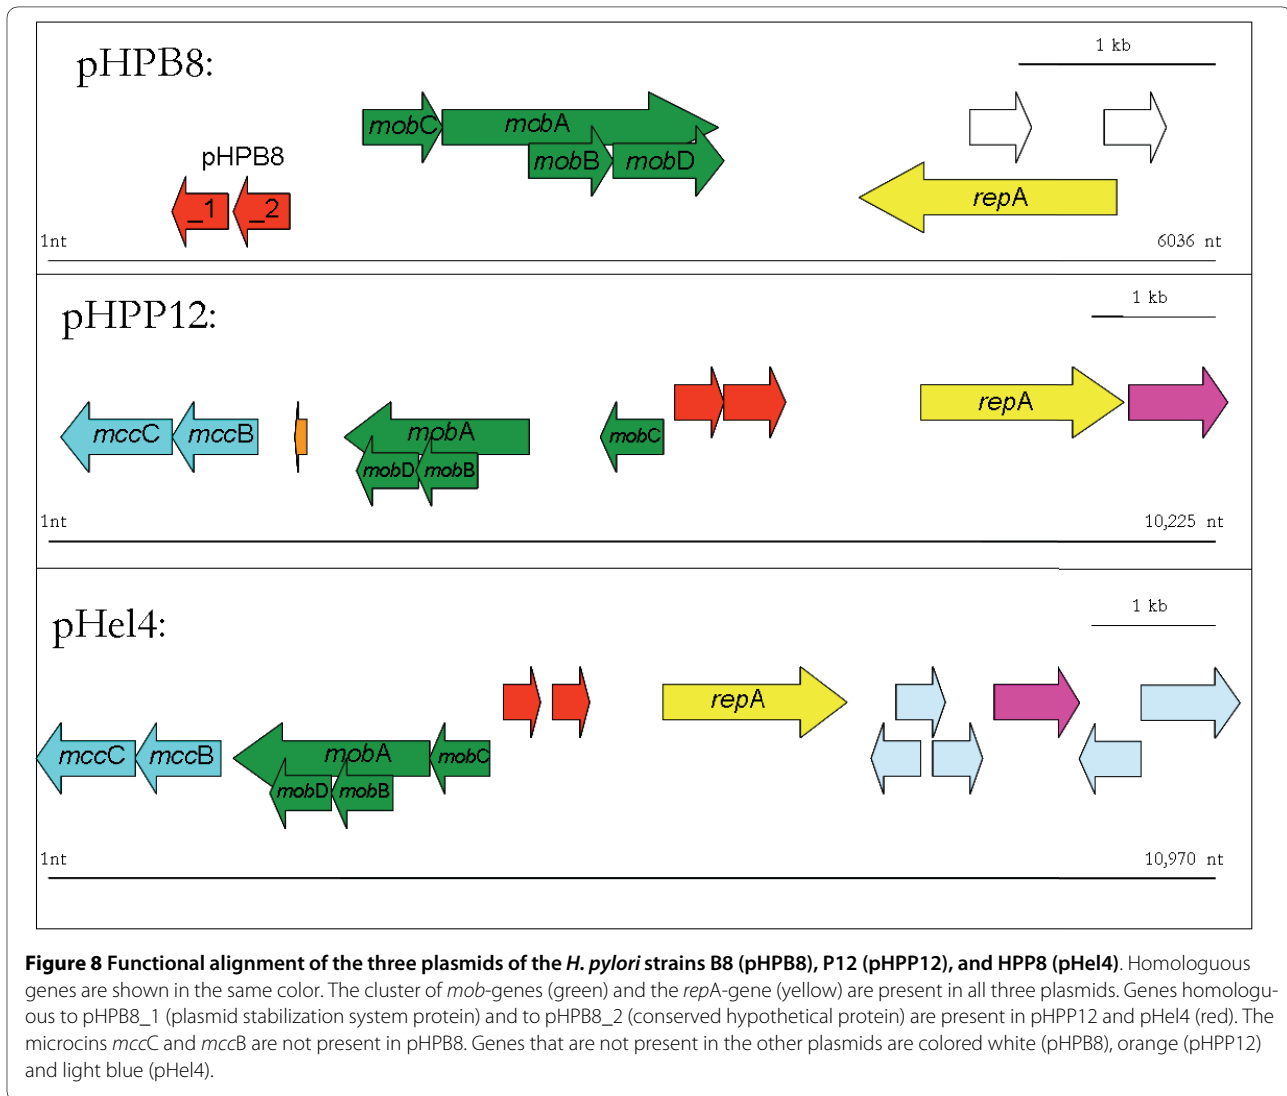 pHPB8:
1 kb
mobC
mobA
mobB
mobD
pHPB8
_1
_2
repA
1nt
6036 nt
pHPP12:
1 kb
mccC
mccB
mobA
mobD
mobB
mobC
repA
1nt
10,225 nt
pHel4:
1 kb
repA
mccC
mccB
mobA
mobC
mobD
mobB
1nt
10,970 nt
Figure 8 Functional alignment of the three plasmids of the H. pylori strains B8 (pHPB8), P12 (pHPP12), and HPP8 (pHel4). Homologuous
genes are shown in the same color. The cluster of mob-genes (green) and the repA-gene (yellow) are present in all three plasmids. Genes homologu-
ous to pHPB8_1 (plasmid stabilization system protein) and to pHPB8_2 (conserved hypothetical protein) are present in pHPP12 and pHel4 (red). The
microcins mccC and mccB are not present in pHPB8. Genes that are not present in the other plasmids are colored white (pHPB8), orange (pHPP12)
and light blue (pHel4).